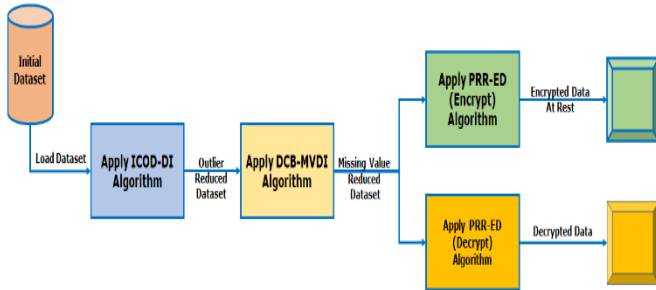 Initial
Dataset
Load Dataset
Apply ICOD-DI
Algorithm
Outlier
Reduced
Dataset
Apply DCB-MVDI
Algorithm
Missing Value
Reduced
Dataset
Apply PRR-ED
(Encrypt)
Algorithm
Encrypted Data
At Rest
Apply PRR-ED
(Decrypt)
Algorithm
Decrypted Data